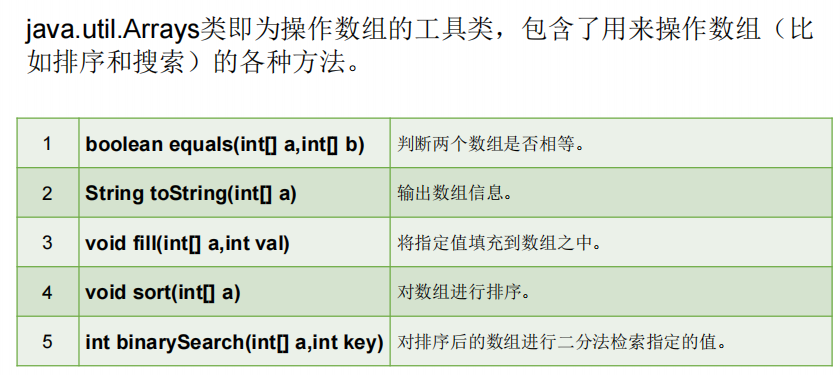 java.util.Arrays类即为操作数组的工具类，包含了用来操作数组（比
如排序和搜索）的各种方法。
1 boolean equals(int[] a,int[] b) 判断两个数组是否相等。
2 String toString(int[] a) 输出数组信息。
3 void fill(int[] a,int val) 将指定值填充到数组之中。
4 void sort(int[] a) 对数组进行排序。
5 int binarySearch(int[] a,int key) 对排序后的数组进行二分法检索指定的值。